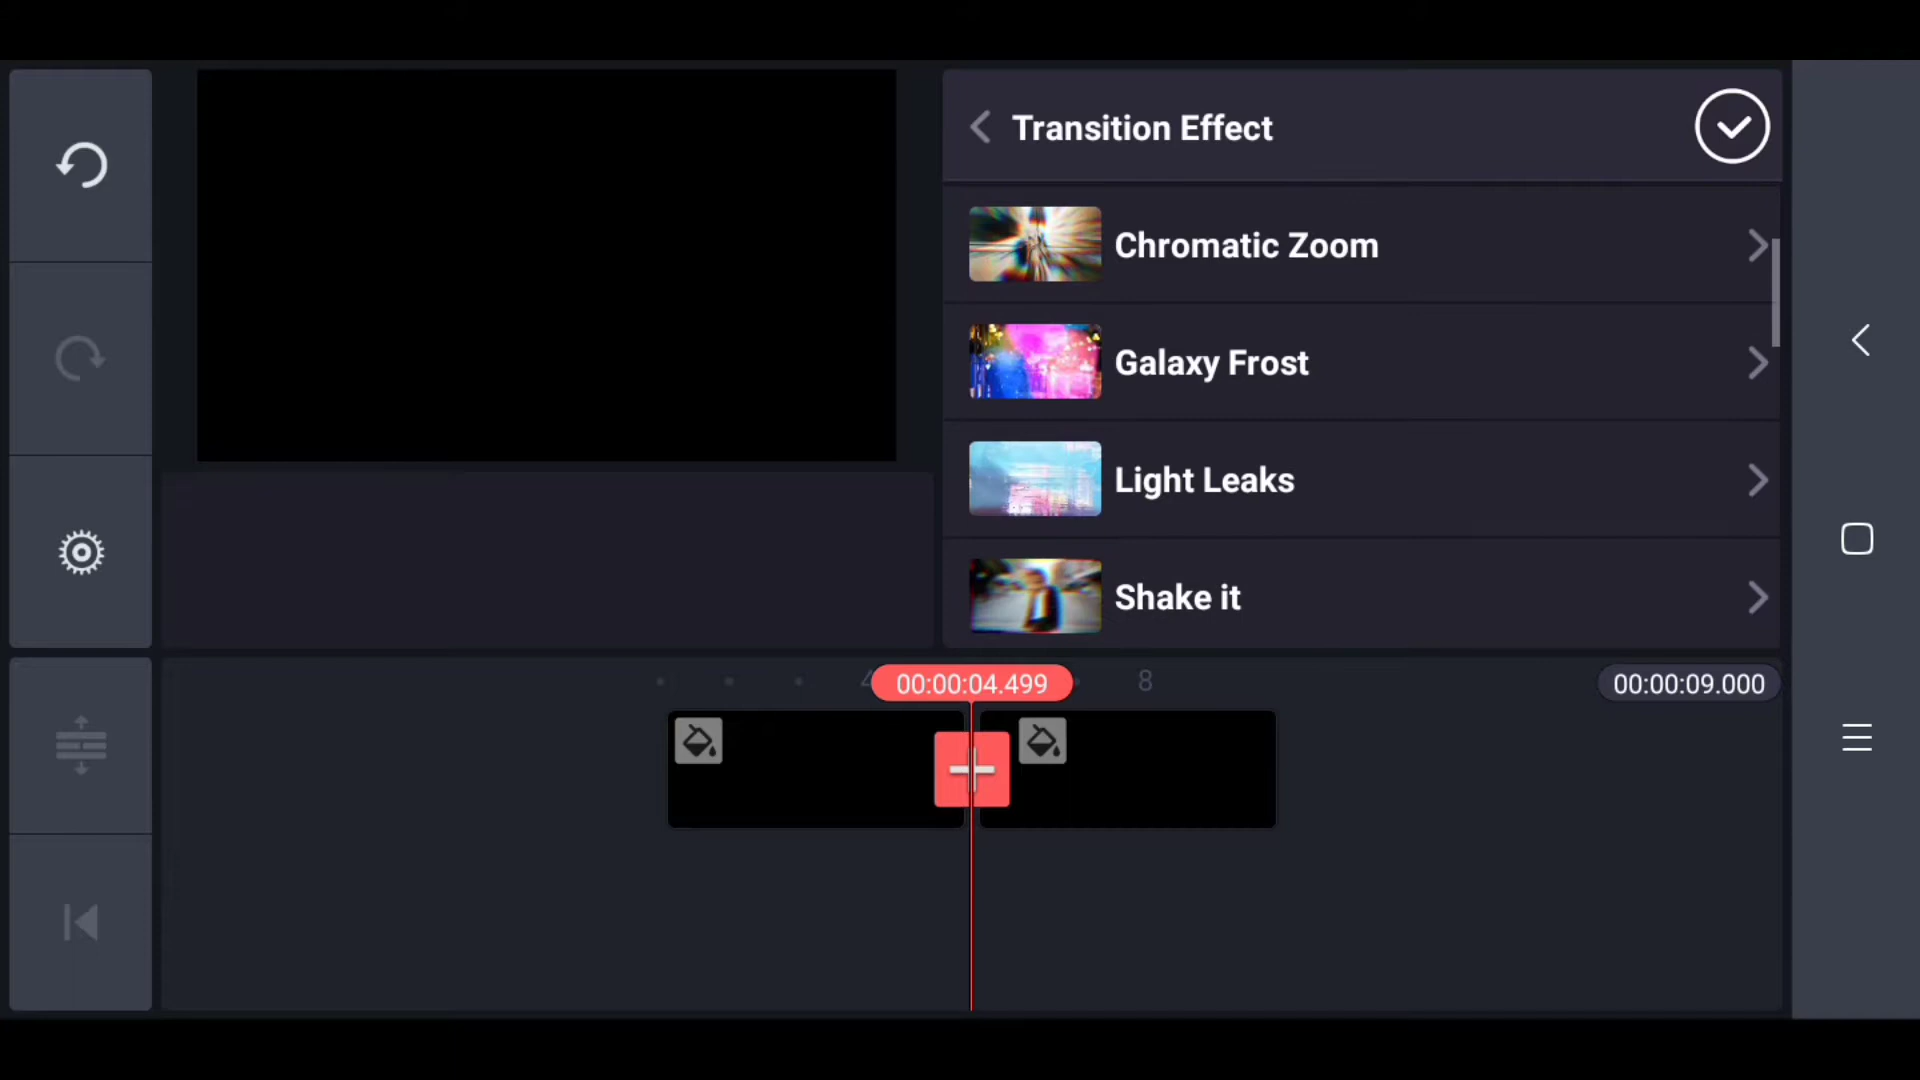 Transition Effect
Chromatic Zoom
Galaxy Frost
Light Leaks
Shake it
4
00:00:04.499
8
00:00:09.000